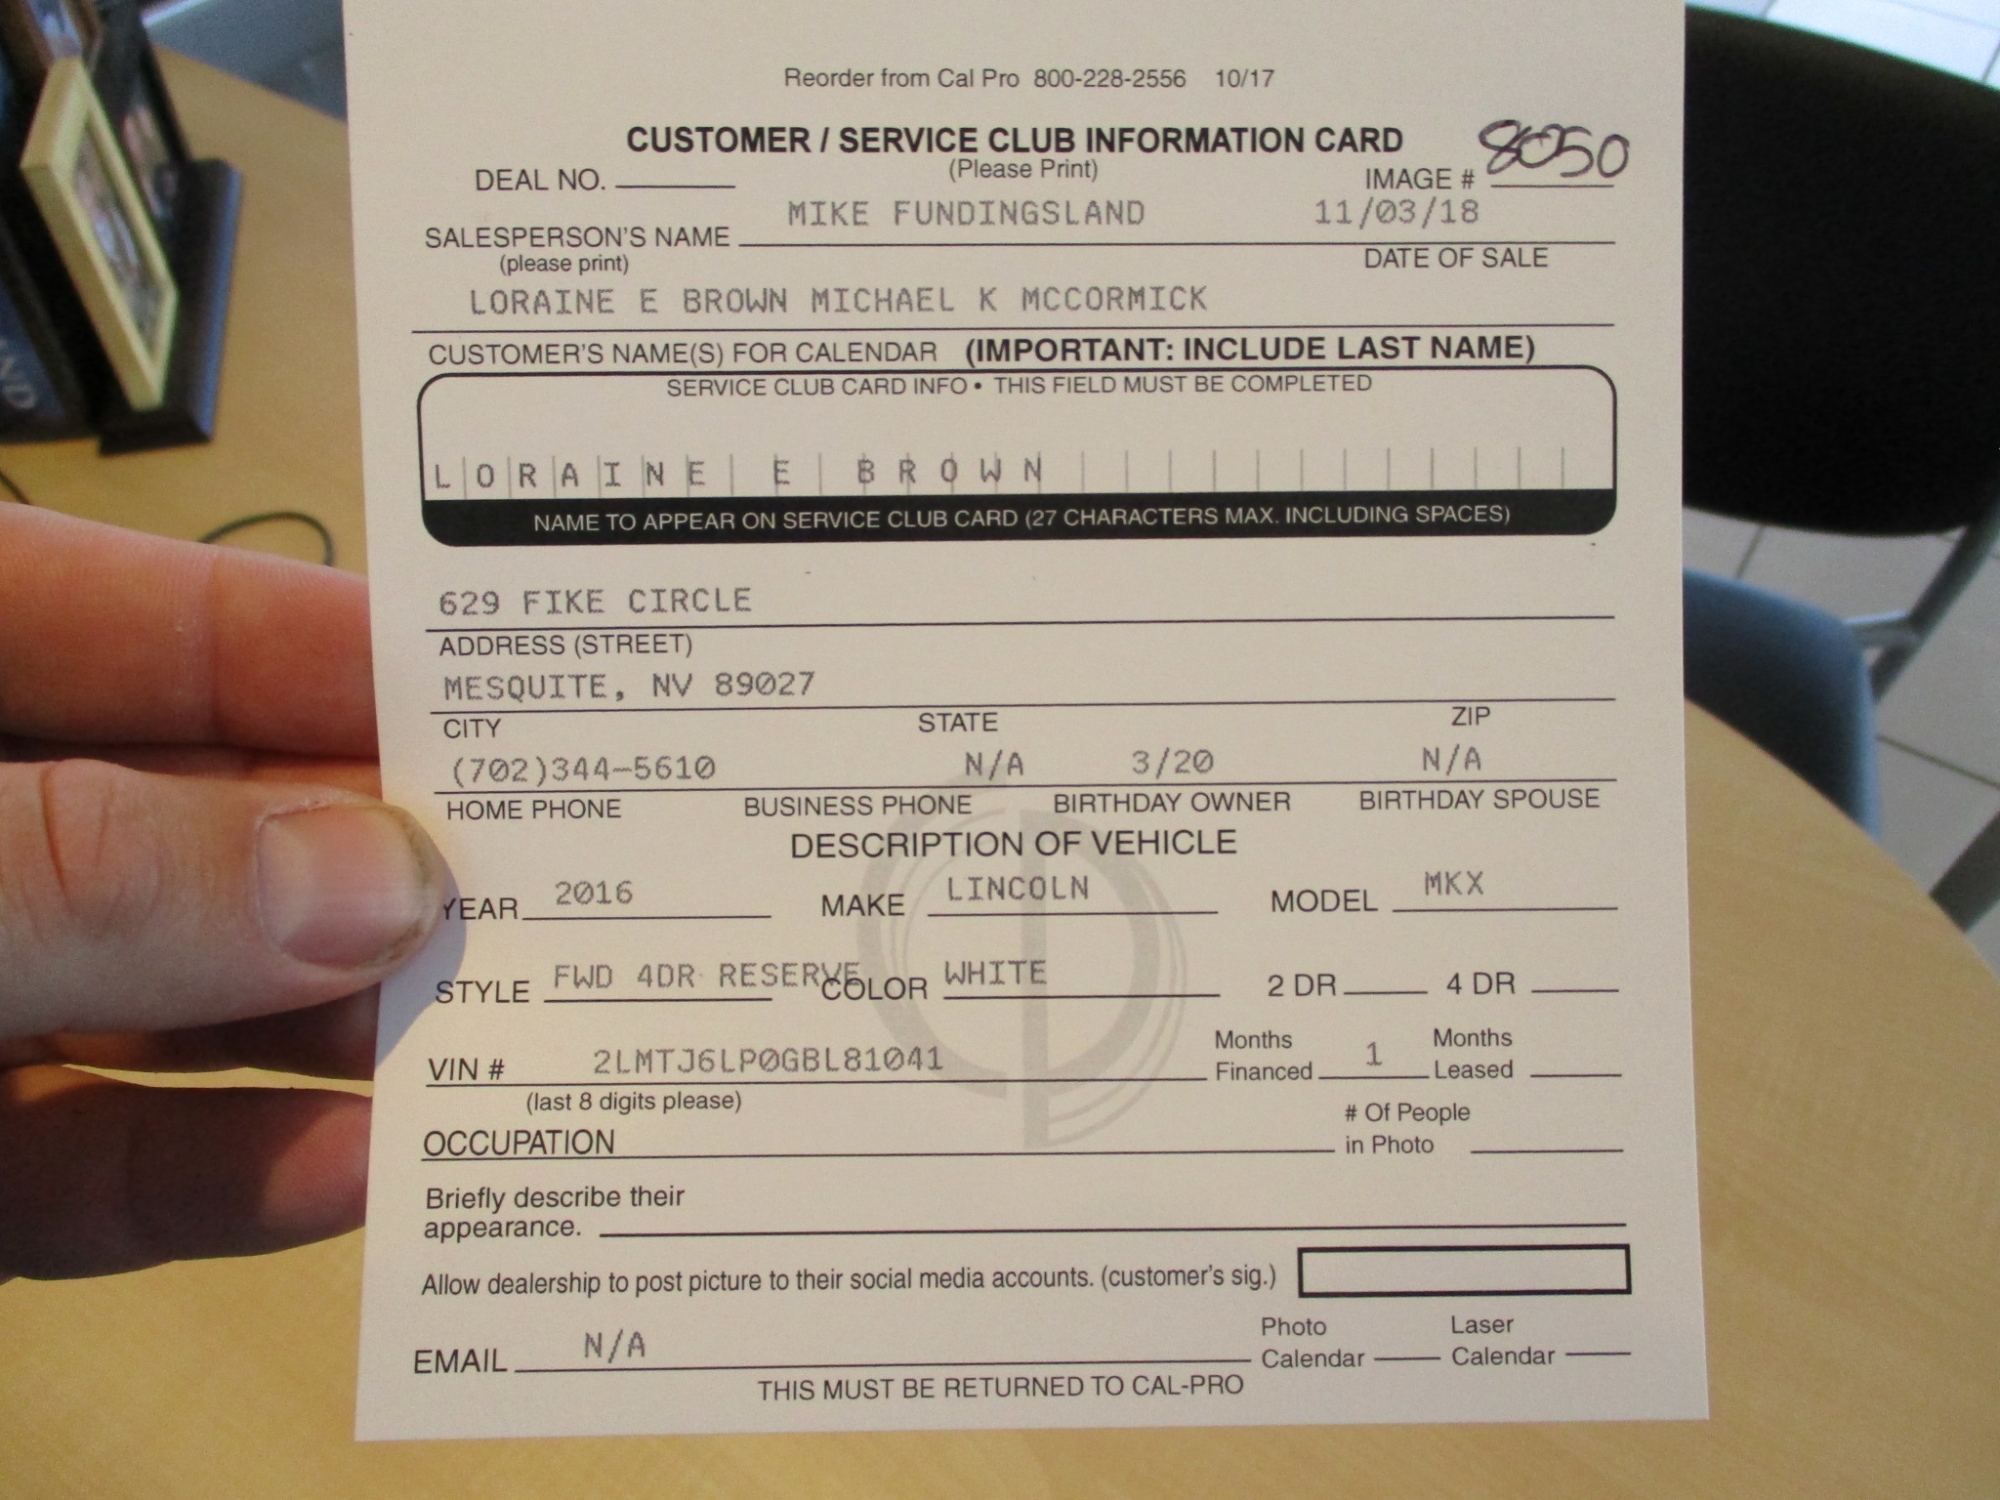 Reorder from Cal Pro 800-228-2556 10/17
CUSTOMER / SERVICE CLUB INFORMATION CARD
(Please Print)
DEAL NO. IMAGE # 8050
MIKE FUNDINGSLAND 11/03/18
SALESPERSON'S NAME
(please print) DATE OF SALE
LORAINE E BROWN MICHAEL K MCCORMICK
CUSTOMER'S NAME(S) FOR CALENDAR (IMPORTANT: INCLUDE LAST NAME)
SERVICE CLUB CARD INFO • THIS FIELD MUST BE COMPLETED
LORAINE E BROWN
NAME TO APPEAR ON SERVICE CLUB CARD (27 CHARACTERS MAX. INCLUDING SPACES)
629 FIKE CIRCLE
ADDRESS (STREET)
MESQUITE, NV 89027
CITY STATE ZIP
(702)344-5610 N/A 3/20 N/A
HOME PHONE BUSINESS PHONE BIRTHDAY OWNER BIRTHDAY SPOUSE
DESCRIPTION OF VEHICLE
YEAR 2016 MAKE LINCOLN MODEL MKX
STYLE FWD 4DR RESERVE COLOR WHITE 2 DR 4 DR
VIN # 2LMTJ6LP0GBL81041 Months Financed 1 Months Leased
(last 8 digits please)
OCCUPATION # Of People in Photo
Briefly describe their
appearance.
Allow dealership to post picture to their social media accounts. (customer's sig.)
EMAIL N/A Photo Calendar Laser Calendar
THIS MUST BE RETURNED TO CAL-PRO